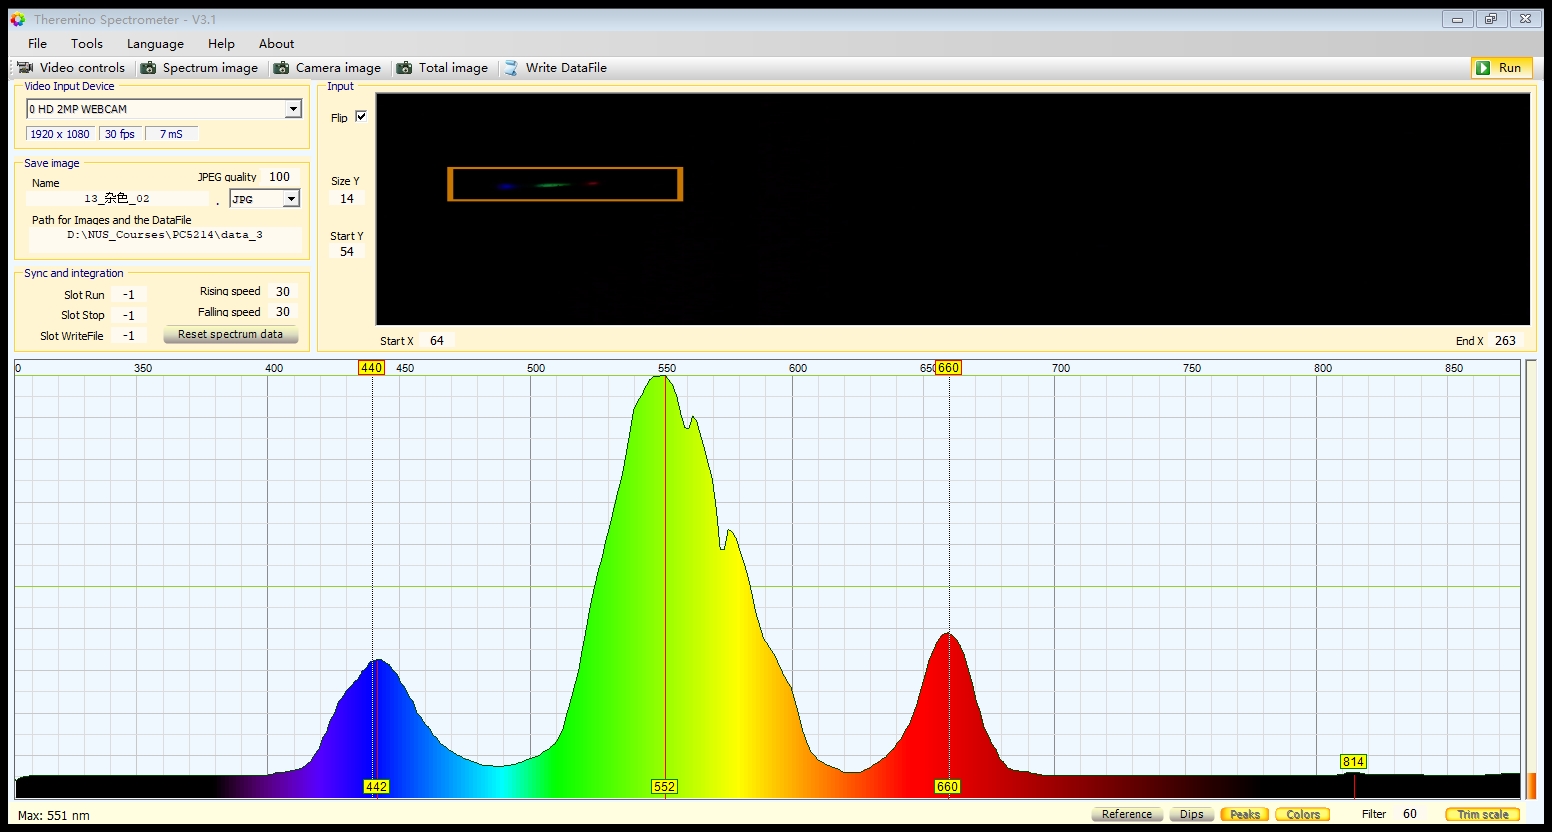 Theremino Spectrometer - V3.1
File Tools Language Help About
Video controls Spectrum image Camera image Total image Write DataFile Run
Video Input Device
0 HD 2MP WEBCAM
1920 x 1080 30 fps 7 mS
Save image
Name JPEG quality 100
13_杂色_02 . JPG
Path for Images and the DataFile
D:\NUS_Courses\PC5214\data_3
Sync and integration
Slot Run -1 Rising speed 30
Slot Stop -1 Falling speed 30
Slot WriteFile -1 Reset spectrum data
Input
Flip
Size Y
14
Start Y
54
Start X 64 End X 263
0 350 400 440 450 500 550 600 650 660 700 750 800 850
814
442 552 660
Max: 551 nm Reference Dips Peaks Colors Filter 60 Trim scale